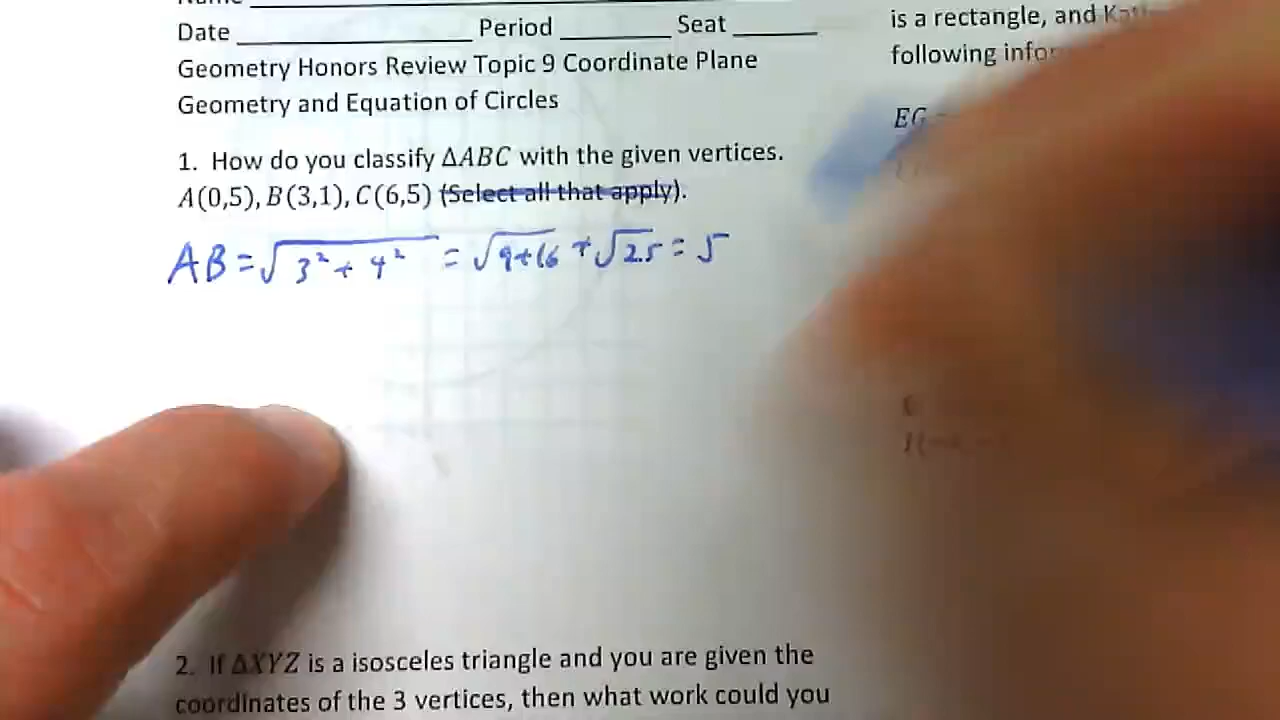 Date ____________ Period _______ Seat _____
Geometry Honors Review Topic 9 Coordinate Plane
Geometry and Equation of Circles
1. How do you classify ΔABC with the given vertices.
A(0,5), B(3,1), C(6,5) (Select all that apply).
AB = √3² + 4² = √9+16 + √25 = 5
2. If ΔXYZ is a isosceles triangle and you are given the
coordinates of the 3 vertices, then what work could you
is a rectangle, and
following
EG